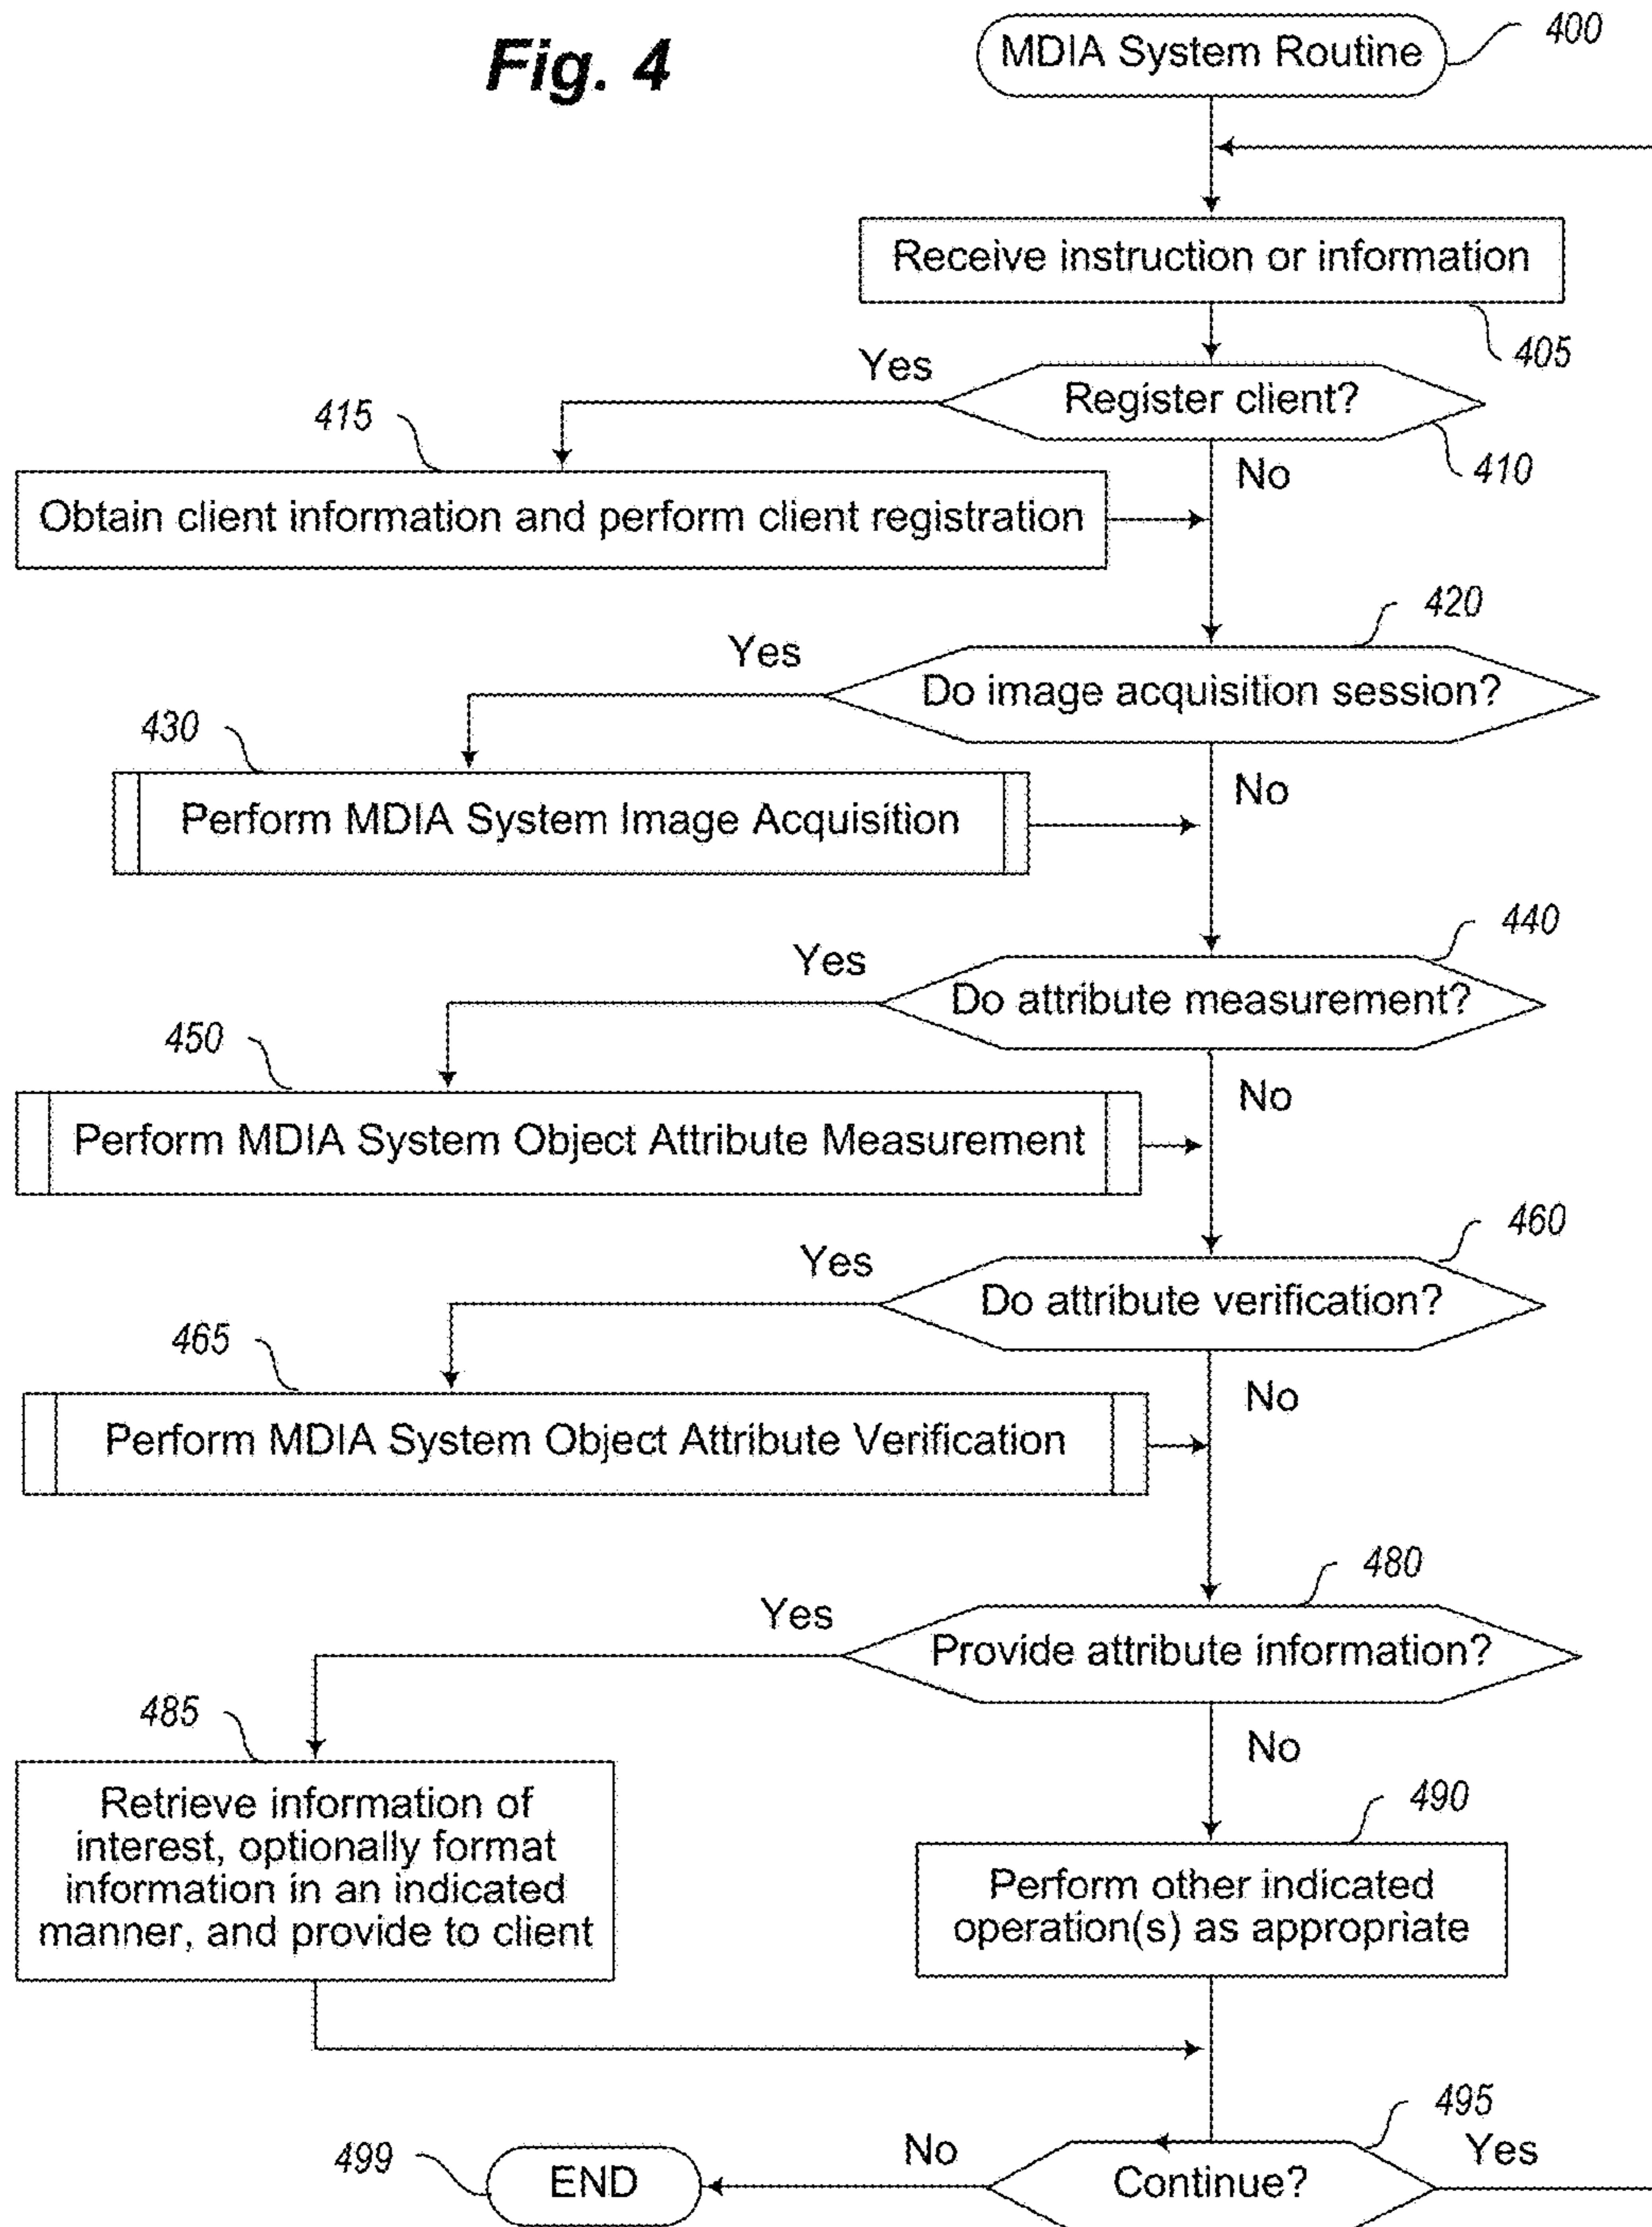 Fig. 4
MDIA System Routine
400
Receive instruction or information
405
Yes
Register client?
410
No
415
Obtain client information and perform client registration
420
Yes
Do image acquisition session?
430
No
Perform MDIA System Image Acquisition
440
Yes
Do attribute measurement?
450
No
Perform MDIA System Object Attribute Measurement
460
Yes
Do attribute verification?
465
No
Perform MDIA System Object Attribute Verification
480
Yes
Provide attribute information?
485
No
Retrieve information of
interest, optionally format
information in an indicated
manner, and provide to client
490
Perform other indicated
operation(s) as appropriate
495
499
END
No
Continue?
Yes